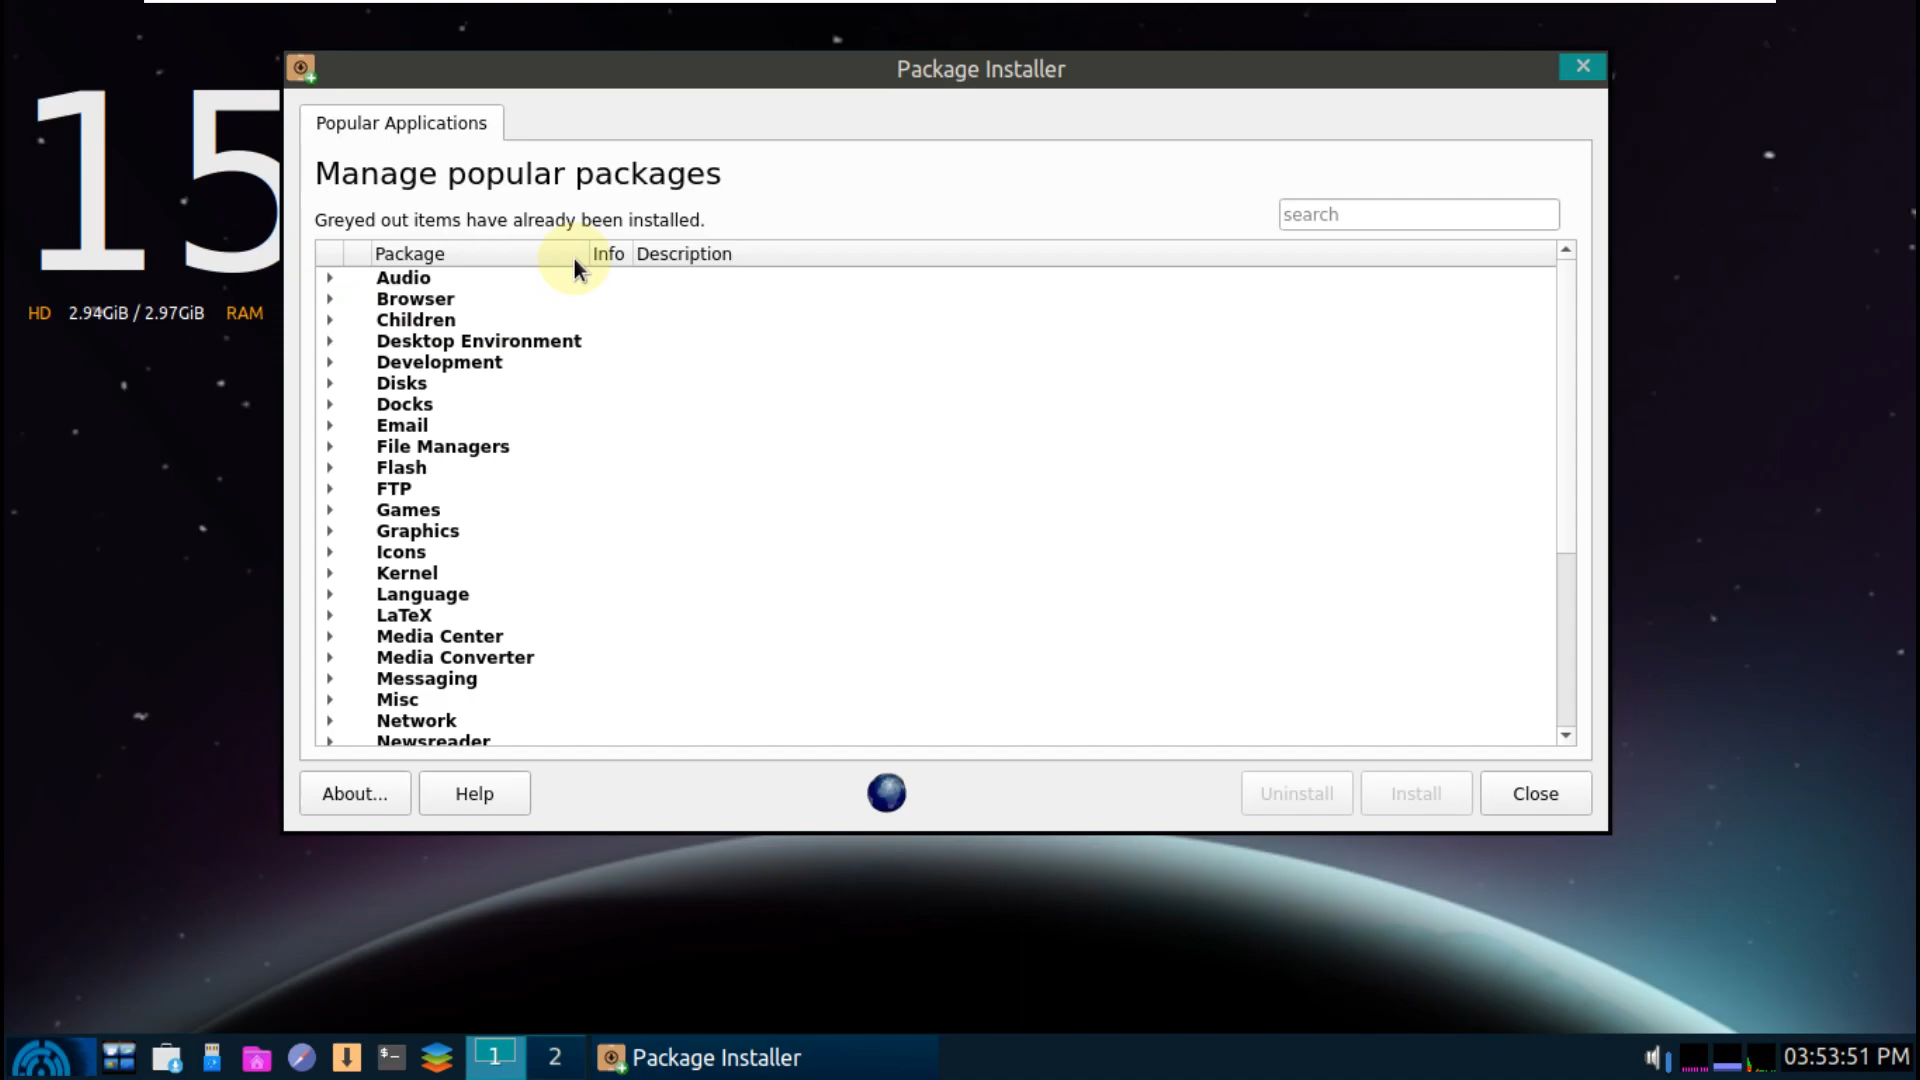 Package Installer
15
Popular Applications
Manage popular packages
Greyed out items have already been installed.
search
Package Info Description
Audio
Browser
Children
Desktop Environment
Development
Disks
Docks
Email
File Managers
Flash
FTP
Games
Graphics
Icons
Kernel
Language
LaTeX
Media Center
Media Converter
Messaging
Misc
Network
Newsreader
HD 2.94GiB / 2.97GiB RAM
About... Help Uninstall Install Close
$- 1 2 Package Installer 03:53:51 PM